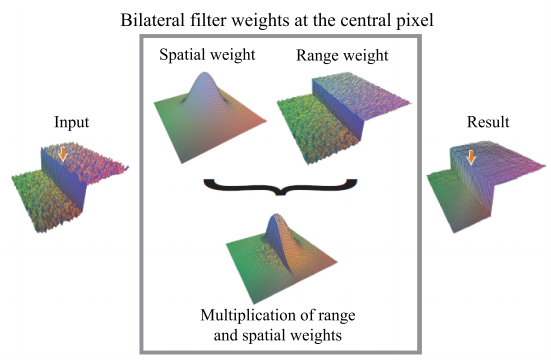 Bilateral filter weights at the central pixel
Spatial weight
Range weight
Input
Result
Multiplication of range
and spatial weights